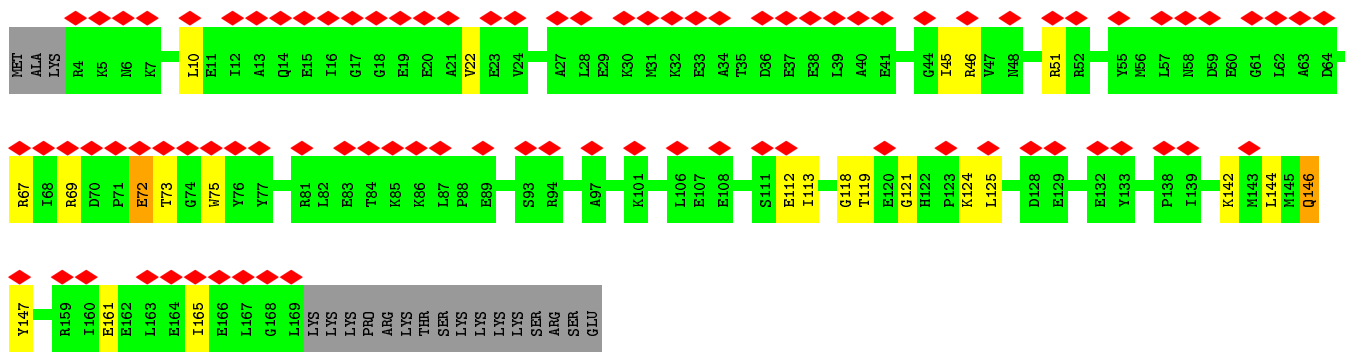 MET ALA LYS R4 K5 N6 K7 L10 E11 I12 A13 Q14 E15 I16 G17 G18 E19 E20 A21 V22 E23 V24 A27 L28 E29 K30 M31 K32 E33 A34 T35 D36 E37 E38 L39 A40 E41 G44 I45 R46 V47 N48 R51 R52 Y55 M56 L57 N58 D59 E60 G61 L62 A63 D64
R67 I68 R69 D70 P71 E72 T73 G74 W75 Y76 Y77 R81 L82 E83 T84 K85 K86 L87 P88 E89 S93 R94 A97 K101 L106 E107 E108 S111 E112 I113 G118 T119 E120 G121 H122 P123 K124 L125 D128 E129 E132 Y133 P138 I139 K142 M143 L144 M145 Q146
Y147 R159 I160 E161 E162 L163 E164 I165 E166 L167 G168 L169 LYS LYS LYS PRO ARG LYS THR SER LYS LYS LYS LYS SER ARG SER GLU